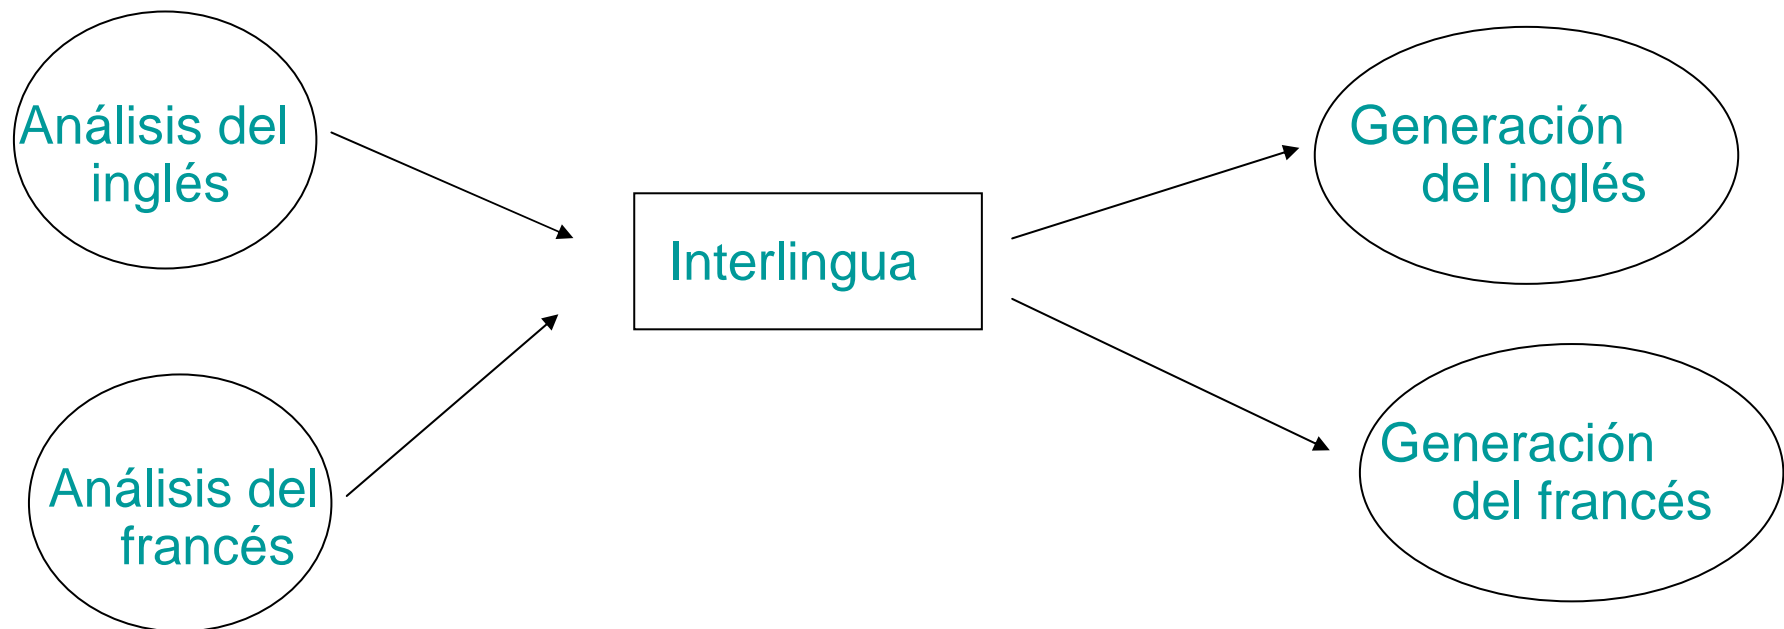 Análisis del
inglés
Generación
del inglés
Interlingua
Análisis del
francés
Generación
del francés